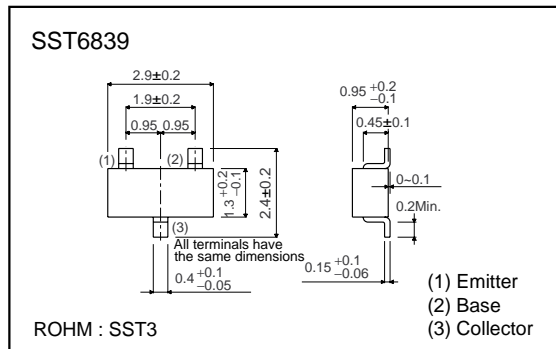 SST6839
2.9±0.2
1.9±0.2
0.95 0.95
(1) (2)
1.3 +0.2 −0.1
2.4±0.2
(3)
All terminals have
the same dimensions
0.4 +0.1 −0.05
0.95 +0.2 −0.1
0.45±0.1
0~0.1
0.2Min.
0.15 +0.1 −0.06
ROHM : SST3
(1) Emitter
(2) Base
(3) Collector